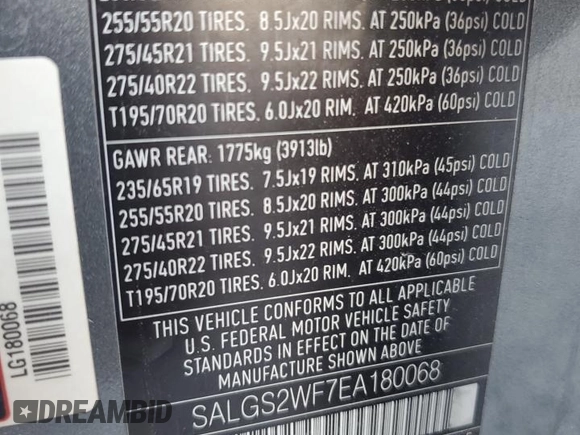 255/55R20 TIRES. 8.5Jx20 RIMS. AT 250kPa (36psi) COLD
275/45R21 TIRES. 9.5Jx21 RIMS. AT 250kPa (36psi) COLD
275/40R22 TIRES. 9.5Jx22 RIMS. AT 250kPa (36psi) COLD
T195/70R20 TIRES. 6.0Jx20 RIM. AT 420kPa (60psi) COLD
GAWR REAR: 1775kg (3913lb)
235/65R19 TIRES. 7.5Jx19 RIMS. AT 310kPa (45psi) COLD
255/55R20 TIRES. 8.5Jx20 RIMS. AT 300kPa (44psi) COLD
275/45R21 TIRES. 9.5Jx21 RIMS. AT 300kPa (44psi) COLD
275/40R22 TIRES. 9.5Jx22 RIMS. AT 300kPa (44psi) COLD
T195/70R20 TIRES. 6.0Jx20 RIM. AT 420kPa (60psi) COLD
THIS VEHICLE CONFORMS TO ALL APPLICABLE
U.S. FEDERAL MOTOR VEHICLE SAFETY
STANDARDS IN EFFECT ON THE DATE OF
MANUFACTURE SHOWN ABOVE
SALGS2WF7EA180068
LG180068
EPICBID